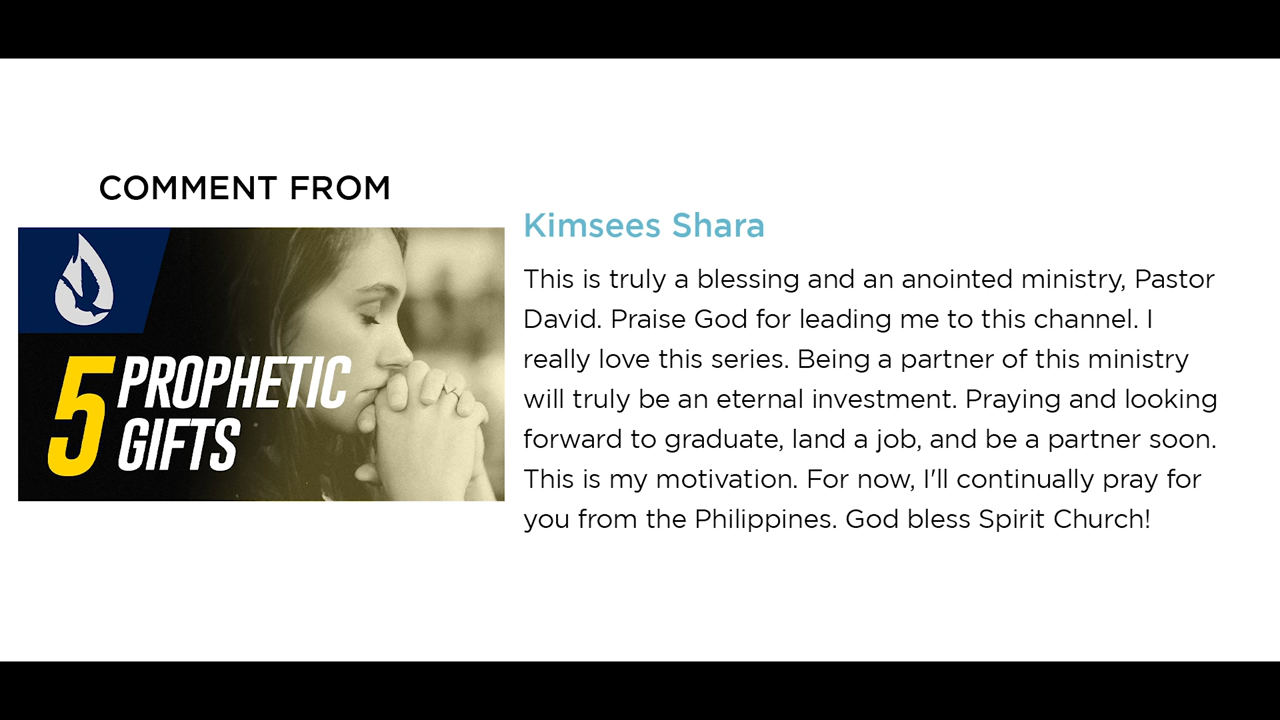 COMMENT FROM
5 PROPHETIC
GIFTS
Kimsees Shara
This is truly a blessing and an anointed ministry, Pastor
David. Praise God for leading me to this channel. I
really love this series. Being a partner of this ministry
will truly be an eternal investment. Praying and looking
forward to graduate, land a job, and be a partner soon.
This is my motivation. For now, I'll continually pray for
you from the Philippines. God bless Spirit Church!